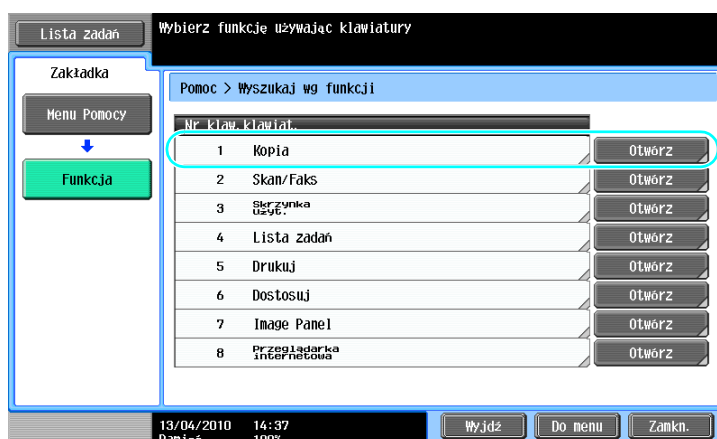 Lista zadań
Wybierz funkcję używając klawiatury
Zakładka
Pomoc > Wyszukaj wg funkcji
Menu Pomocy
Nr klaw.klawiat.
1 Kopia Otwórz
Funkcja
2 Skan/Faks Otwórz
3 Skrzynka użyt. Otwórz
4 Lista zadań Otwórz
5 Drukuj Otwórz
6 Dostosuj Otwórz
7 Image Panel Otwórz
8 Przeglądarka internetowa Otwórz
13/04/2010 14:37
Wyjdź Do menu Zamkn.
Pamięć 100%